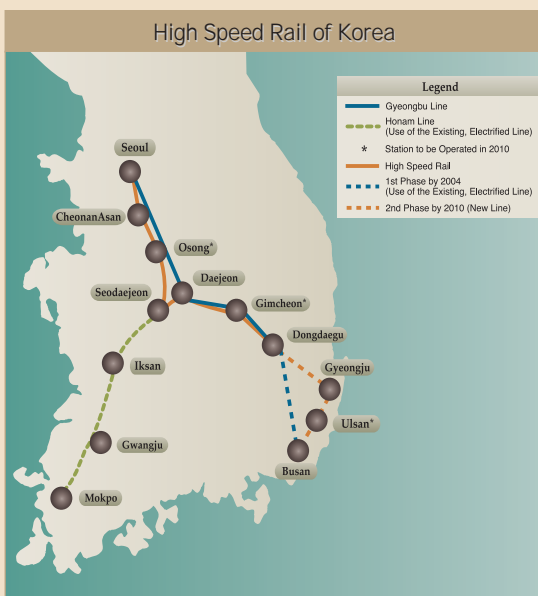 High Speed Rail of Korea
Legend
Gyeongbu Line
Honam Line
(Use of the Existing, Electrified Line)
* Station to be Operated in 2010
High Speed Rail
1st Phase by 2004
(Use of the Existing, Electrified Line)
2nd Phase by 2010 (New Line)
Seoul
CheonanAsan
Osong*
Daejeon
Seodaejeon
Gimcheon*
Dongdaegu
Iksan
Gyeongju
Ulsan*
Gwangju
Busan
Mokpo